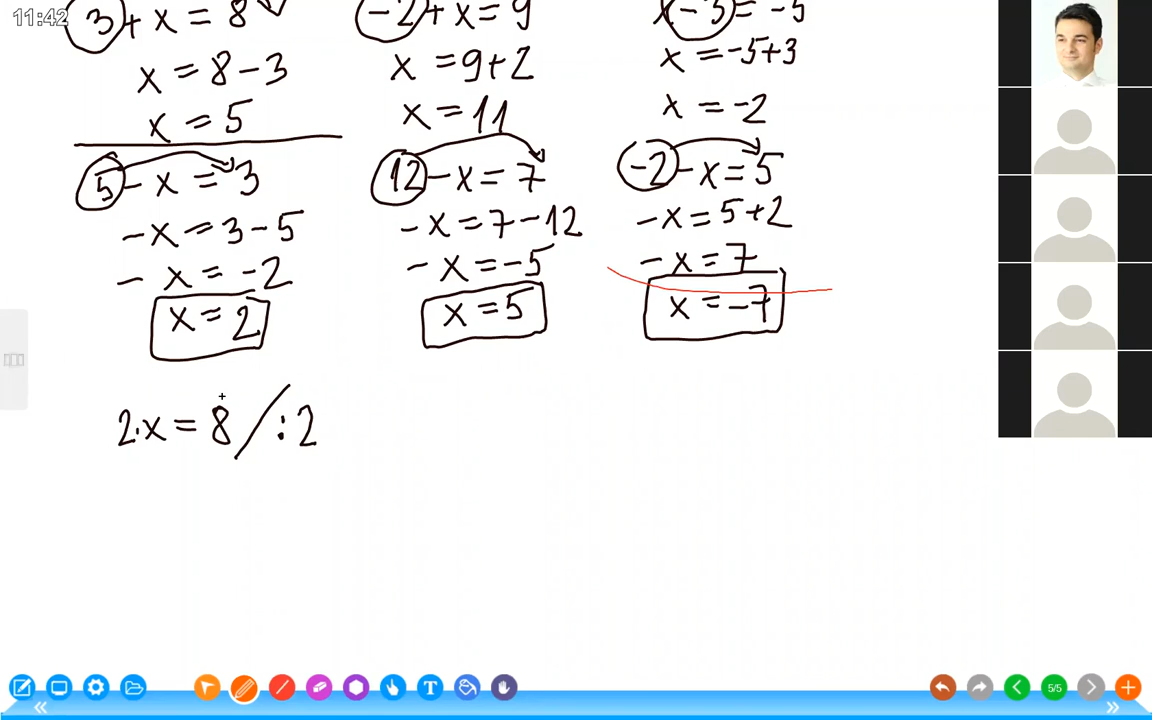 11:42
3 + x = 8
x = 8 - 3
x = 5
-2 + x = 9
x = 9 + 2
x = 11
x - 3 = -5
x = -5 + 3
x = -2
5 - x = 3
-x = 3 - 5
-x = -2
x = 2
12 - x = 7
-x = 7 - 12
-x = -5
x = 5
-2 - x = 5
-x = 5 + 2
-x = 7
x = -7
2·x = 8 / :2
T
5/5